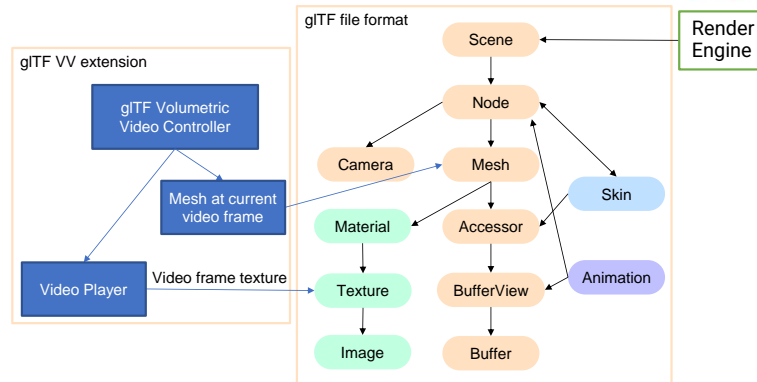 glTF file format
Render
Engine
Scene
glTF VV extension
glTF Volumetric
Video Controller
Node
Camera
Mesh
Mesh at current
video frame
Skin
Material
Accessor
Video Player
Video frame texture
Texture
BufferView
Animation
Image
Buffer